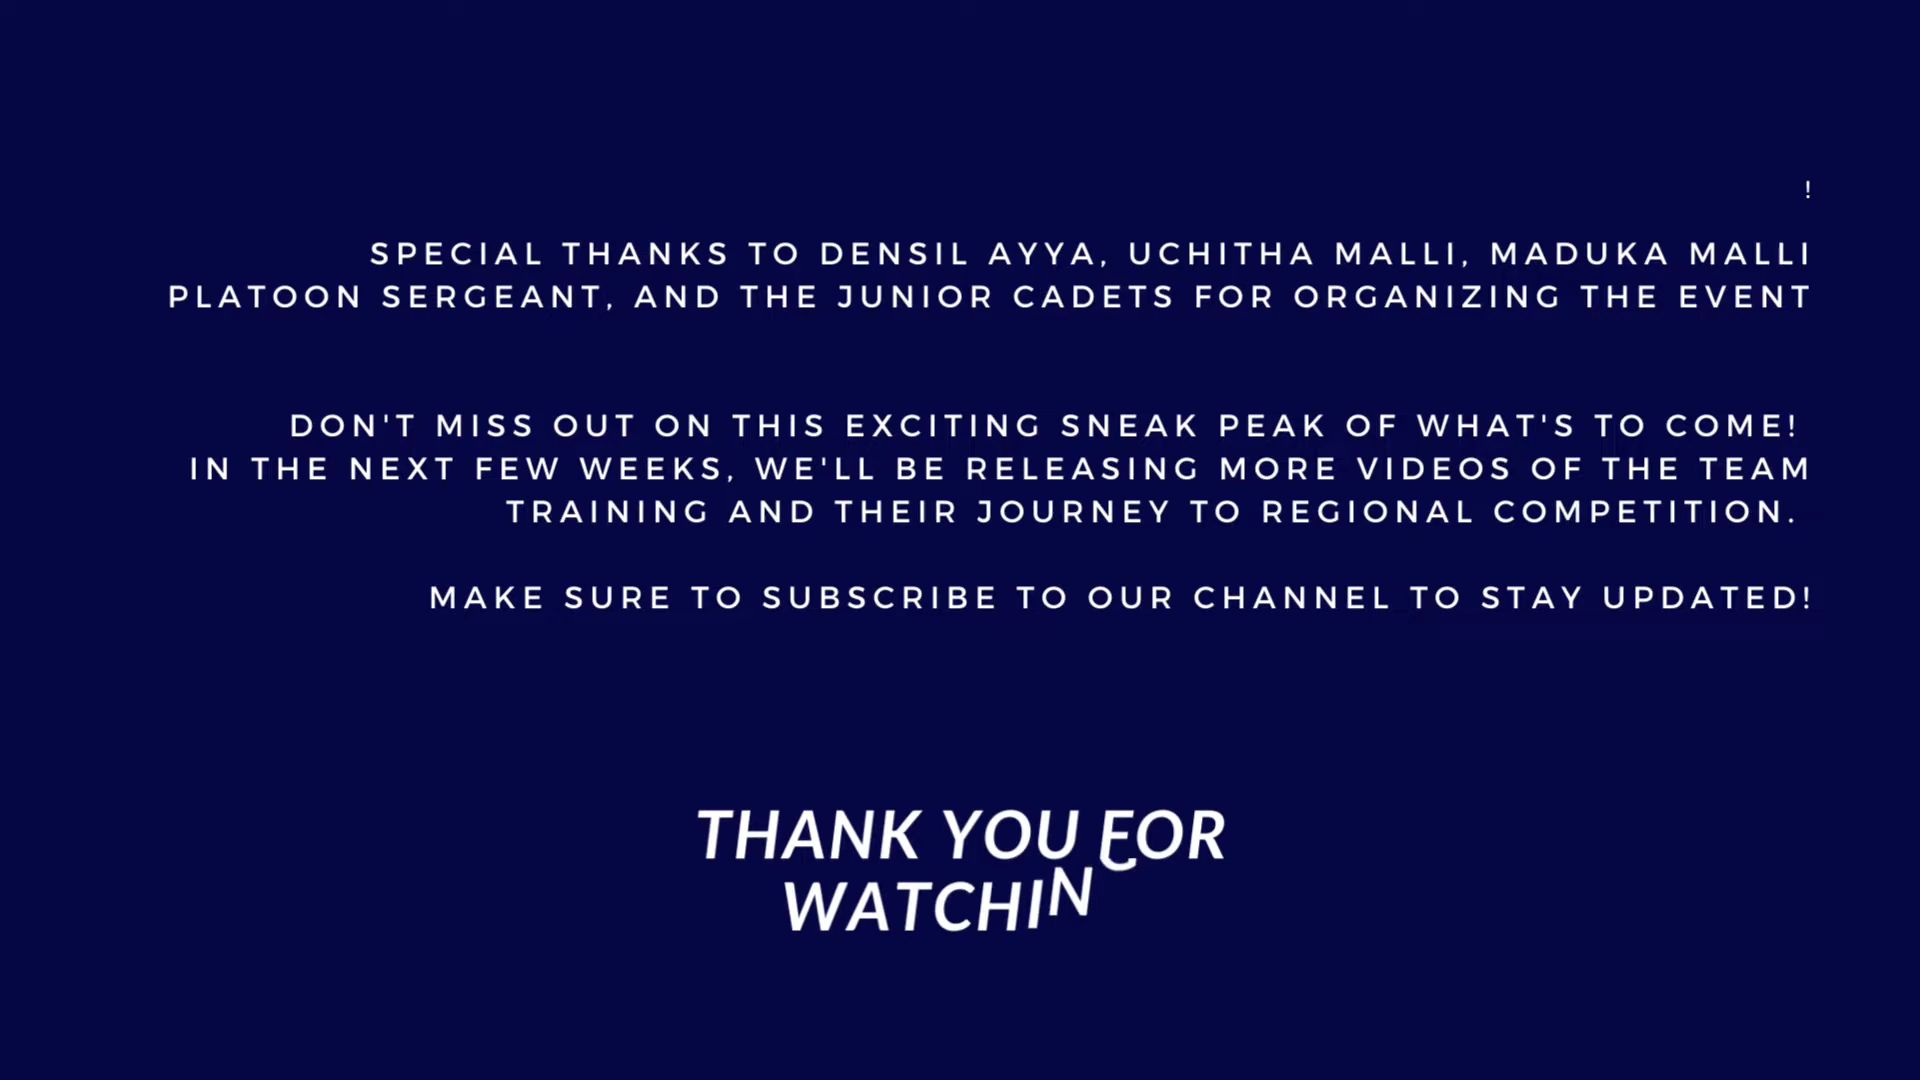 !
SPECIAL THANKS TO DENSIL AYYA, UCHITHA MALLI, MADUKA MALLI
PLATOON SERGEANT, AND THE JUNIOR CADETS FOR ORGANIZING THE EVENT
DON'T MISS OUT ON THIS EXCITING SNEAK PEAK OF WHAT'S TO COME!
IN THE NEXT FEW WEEKS, WE'LL BE RELEASING MORE VIDEOS OF THE TEAM
TRAINING AND THEIR JOURNEY TO REGIONAL COMPETITION.
MAKE SURE TO SUBSCRIBE TO OUR CHANNEL TO STAY UPDATED!
THANK YOU FOR
WATCHIN